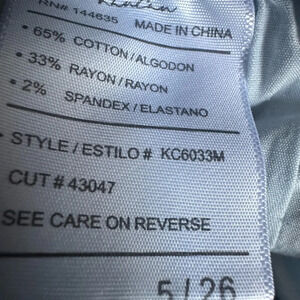 RN# 144635 MADE IN CHINA
• 65% COTTON/ALGODON
• 33% RAYON/RAYON
• 2% SPANDEX/ELASTANO
STYLE/ESTILO# KC6033M
CUT#43047
SEE CARE ON REVERSE
5/26